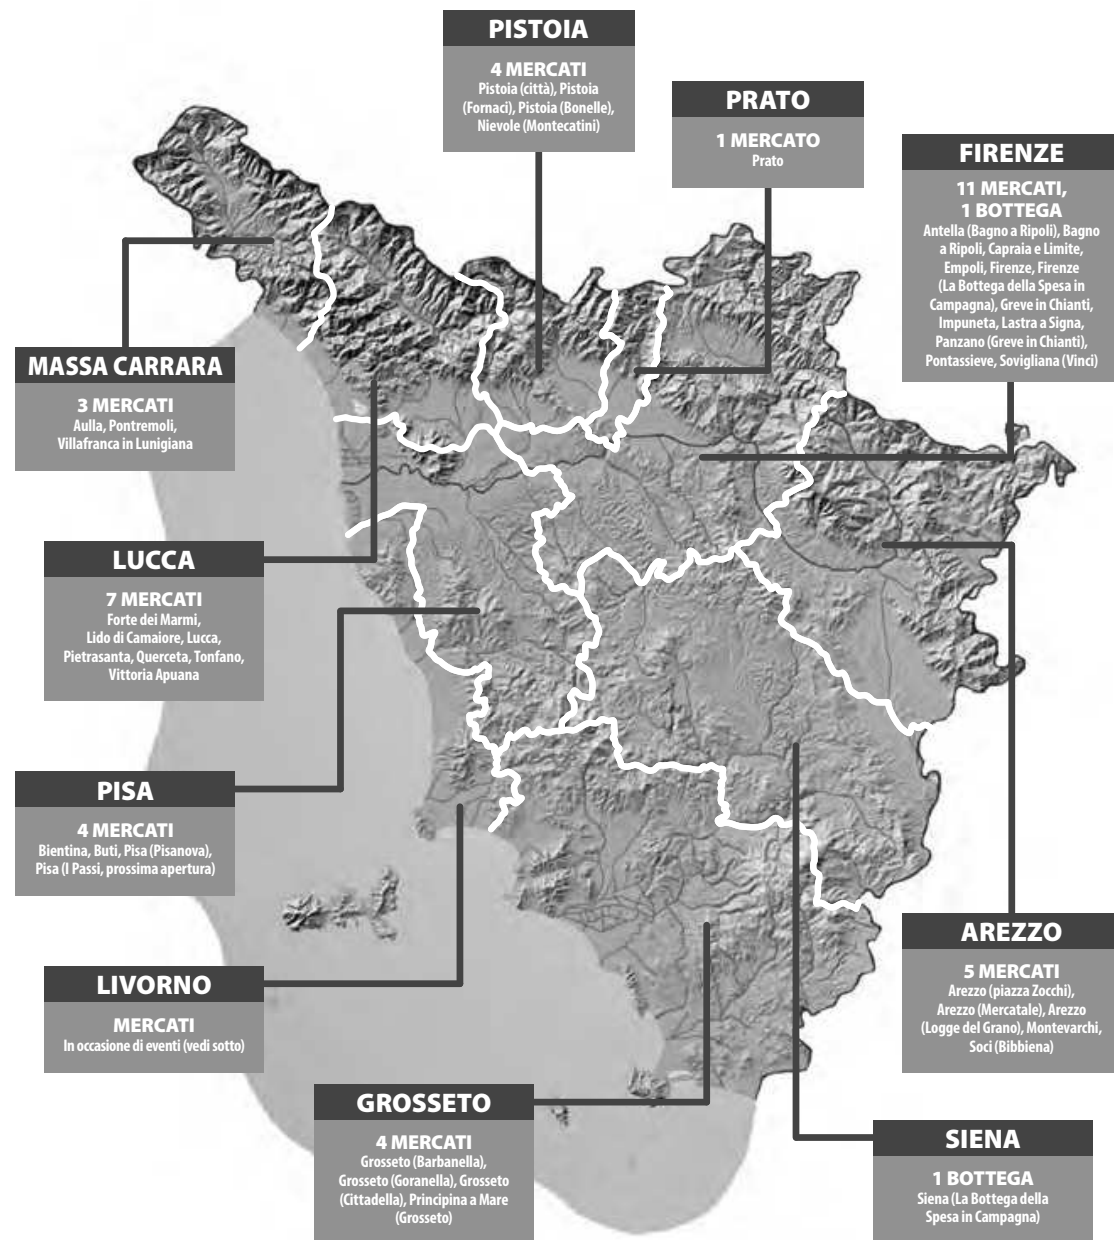 PISTOIA
4 MERCATI
Pistoia (città), Pistoia
(Fornaci), Pistoia (Bonelle),
Nievole (Montecatini)
PRATO
1 MERCATO
Prato
FIRENZE
11 MERCATI,
1 BOTTEGA
Antella (Bagno a Ripoli), Bagno
a Ripoli, Capraia e Limite,
Empoli, Firenze, Firenze
(La Bottega della Spesa in
Campagna), Greve in Chianti,
Impuneta, Lastra a Signa,
Panzano (Greve in Chianti),
Pontassieve, Sovigliana (Vinci)
MASSA CARRARA
3 MERCATI
Aulla, Pontremoli,
Villafranca in Lunigiana
LUCCA
7 MERCATI
Forte dei Marmi,
Lido di Camaiore, Lucca,
Pietrasanta, Querceta, Tonfano,
Vittoria Apuana
PISA
4 MERCATI
Bientina, Buti, Pisa (Pisanova),
Pisa (I Passi, prossima apertura)
LIVORNO
MERCATI
In occasione di eventi (vedi sotto)
AREZZO
5 MERCATI
Arezzo (piazza Zocchi),
Arezzo (Mercatale), Arezzo
(Logge del Grano), Montevarchi,
Soci (Bibbiena)
GROSSETO
4 MERCATI
Grosseto (Barbanella),
Grosseto (Goranella), Grosseto
(Cittadella), Principina a Mare
(Grosseto)
SIENA
1 BOTTEGA
Siena (La Bottega della
Spesa in Campagna)